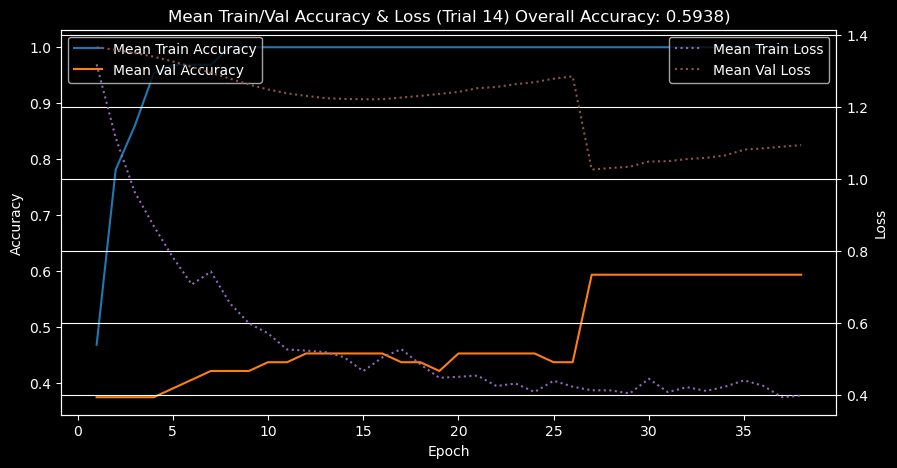 Mean Train/Val Accuracy & Loss (Trial 14) Overall Accuracy: 0.5938)
Mean Train Accuracy
Mean Val Accuracy
Mean Train Loss
Mean Val Loss
1.0
0.9
0.8
0.7
0.6
0.5
0.4
Accuracy
1.4
1.2
1.0
0.8
0.6
0.4
Loss
0
5
10
15
20
25
30
35
Epoch